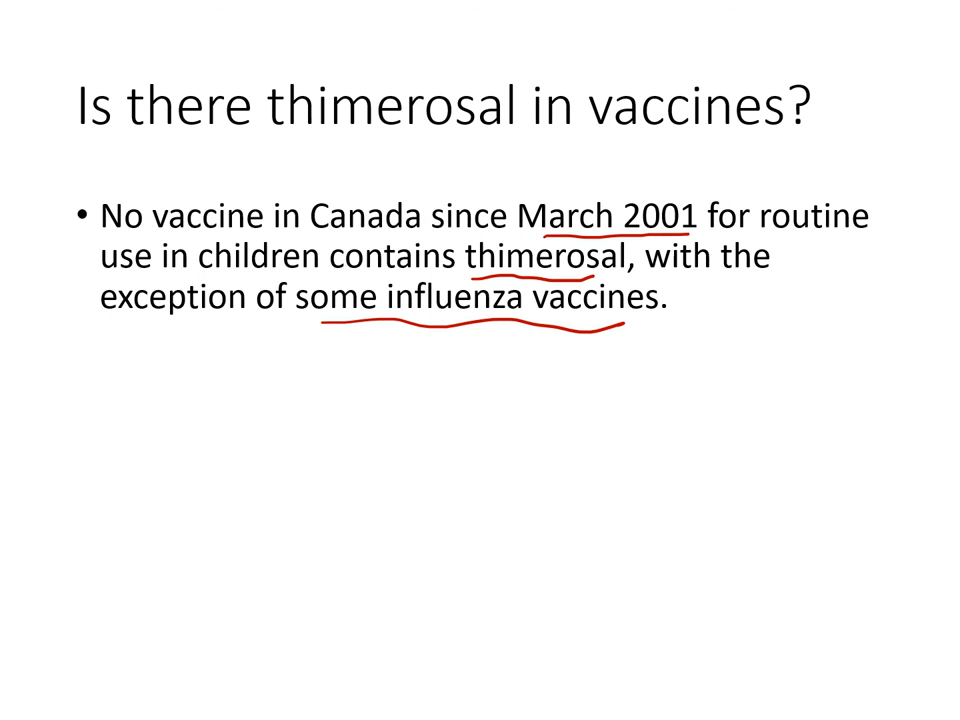 Is there thimerosal in vaccines?
• No vaccine in Canada since March 2001 for routine
use in children contains thimerosal, with the
exception of some influenza vaccines.